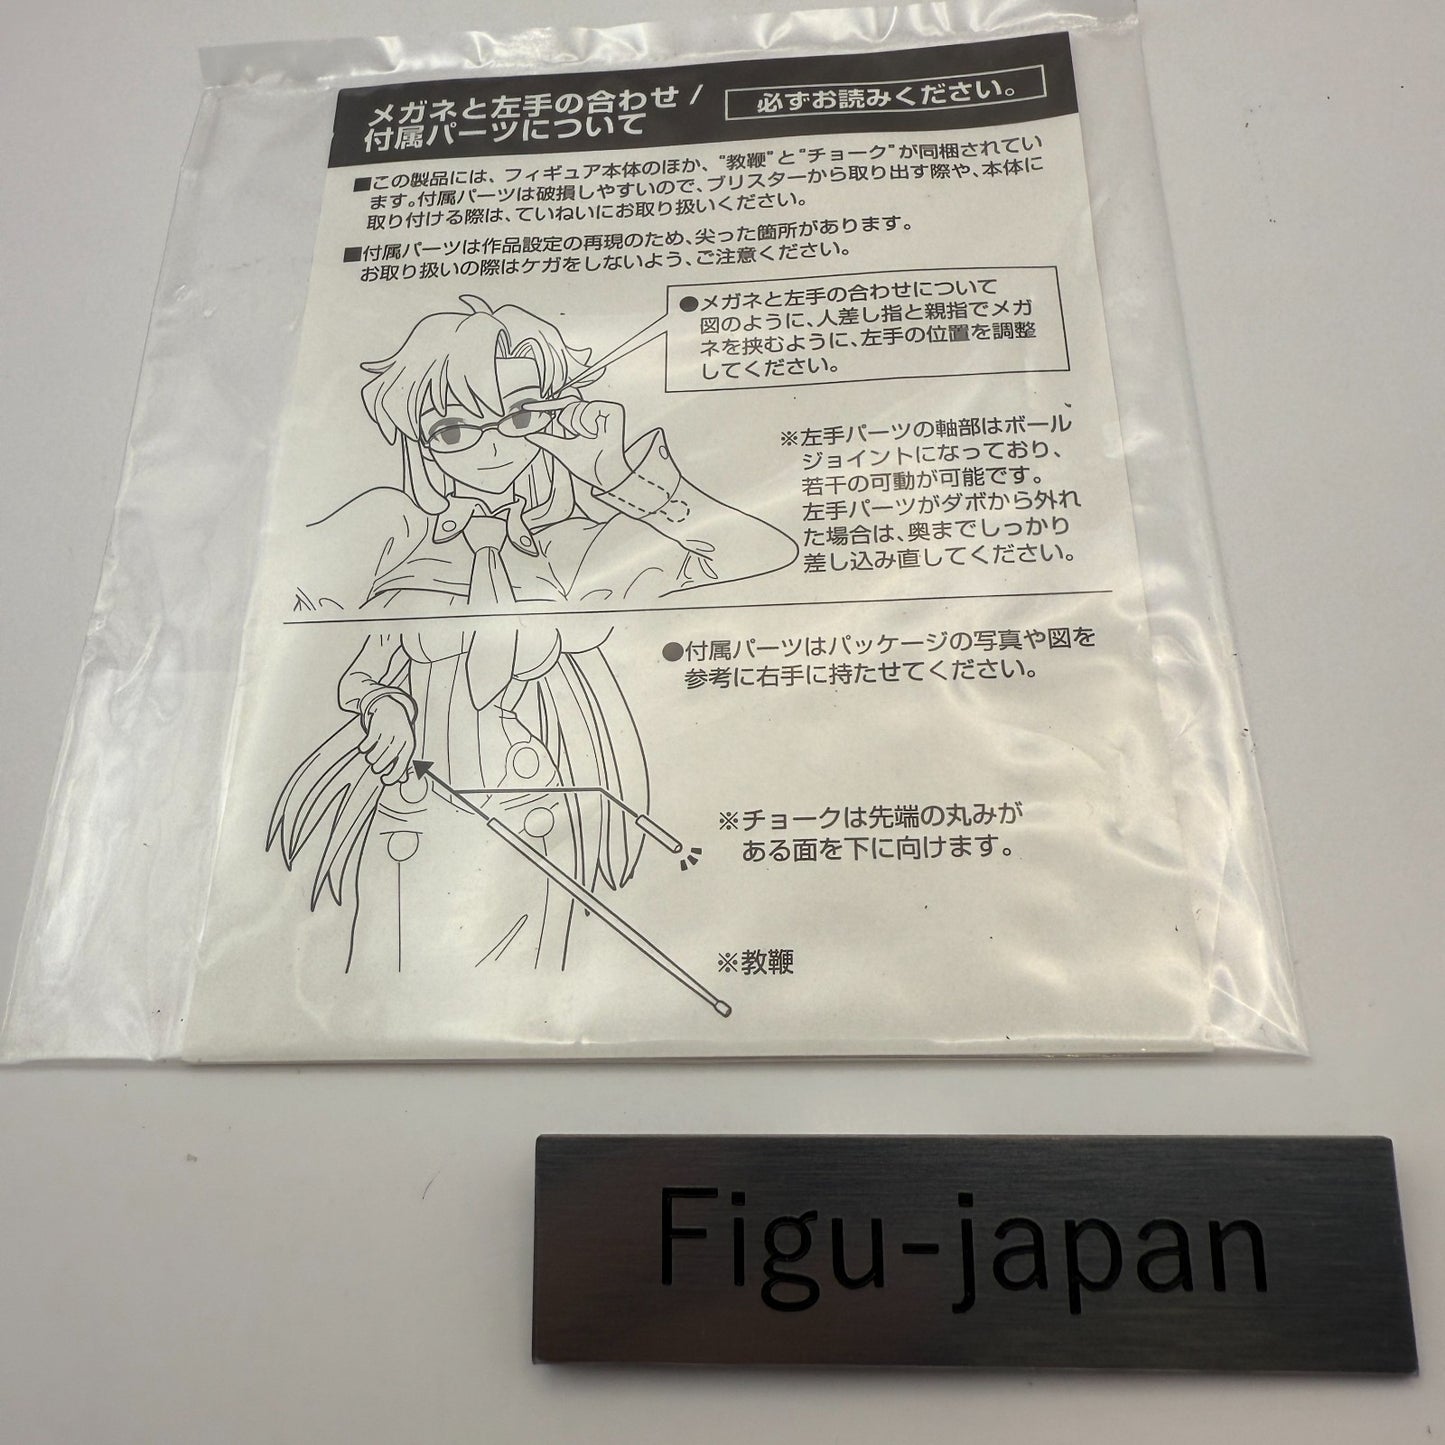 メガネと左手の合わせ /
付属パーツについて
必ずお読みください。
■この製品には、フィギュア本体のほか、“教鞭”と“チョーク”が同梱されてい
ます。付属パーツは破損しやすいので、ブリスターから取り出す際や、本体に
取り付ける際は、ていねいにお取り扱いください。
■付属パーツは作品設定の再現のため、尖った箇所があります。
お取り扱いの際はケガをしないよう、ご注意ください。
●メガネと左手の合わせについて
図のように、人差し指と親指でメガ
ネを挟むように、左手の位置を調整
してください。
※左手パーツの軸部はボール
ジョイントになっており、
若干の可動が可能です。
左手パーツがダボから外れ
た場合は、奥までしっかり
差し込み直してください。
●付属パーツはパッケージの写真や図を
参考に右手に持たせてください。
※チョークは先端の丸みが
ある面を下に向けます。
※教鞭
Figu-japan